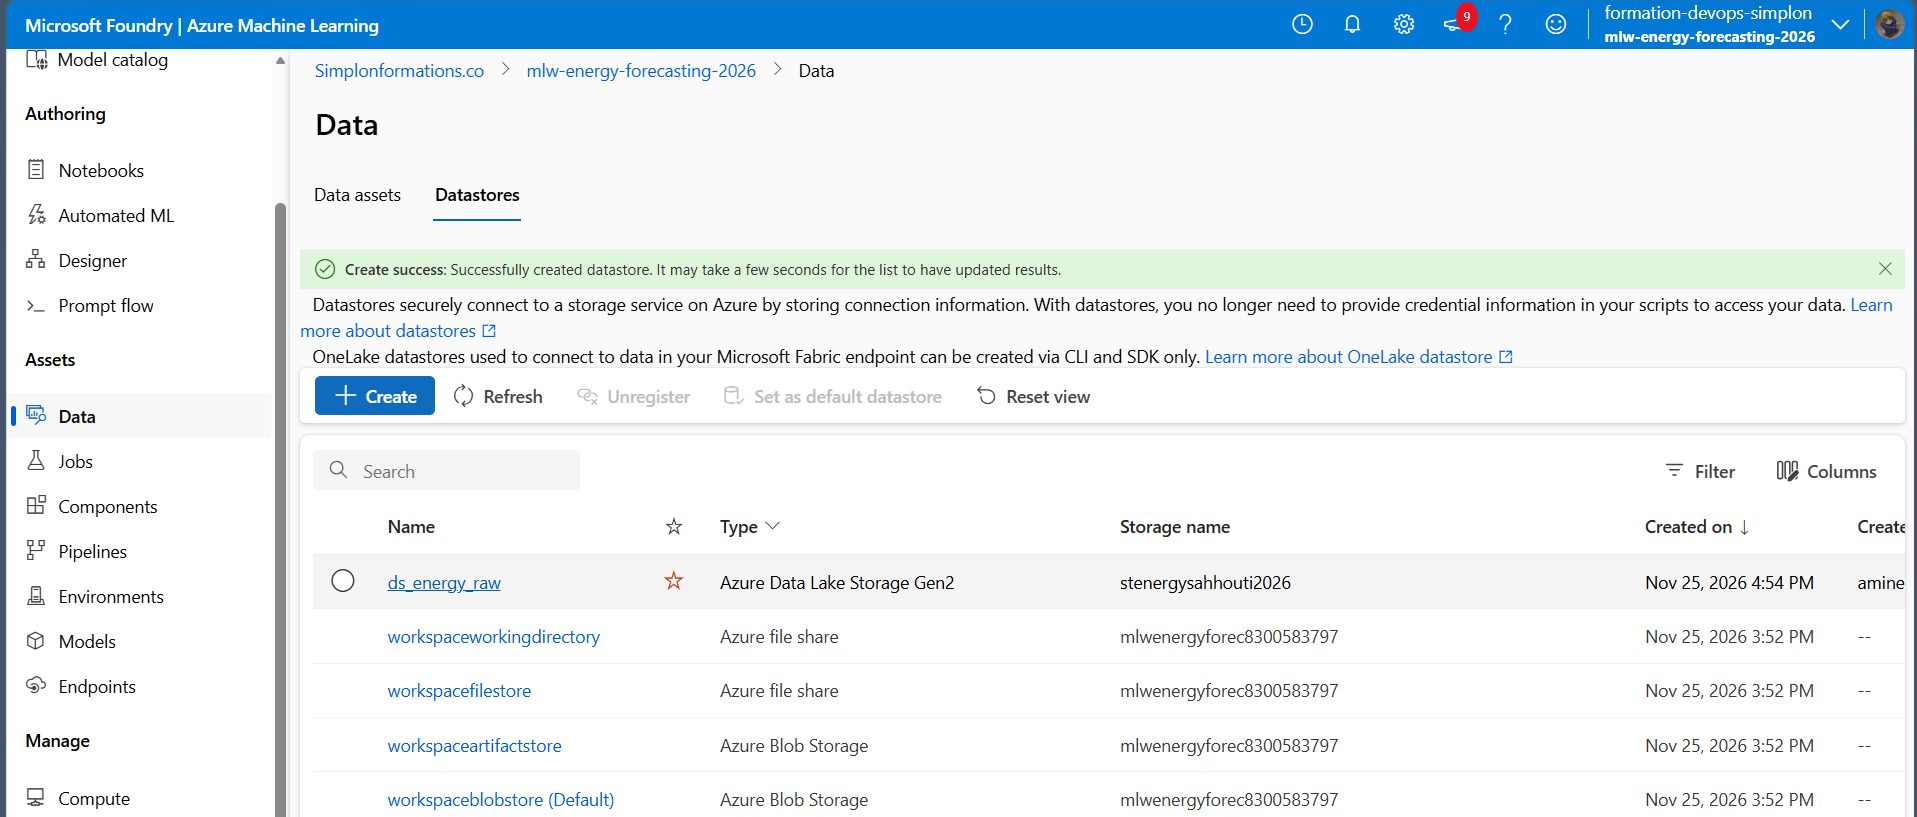 Microsoft Foundry | Azure Machine Learning
9
formation-devops-simplon
mlw-energy-forecasting-2026
Model catalog
Authoring
Notebooks
Automated ML
Designer
Prompt flow
Assets
Data
Jobs
Components
Pipelines
Environments
Models
Endpoints
Manage
Compute
Simplonformations.co > mlw-energy-forecasting-2026 > Data
Data
Data assets Datastores
Create success: Successfully created datastore. It may take a few seconds for the list to have updated results.
Datastores securely connect to a storage service on Azure by storing connection information. With datastores, you no longer need to provide credential information in your scripts to access your data. Learn
more about datastores
OneLake datastores used to connect to data in your Microsoft Fabric endpoint can be created via CLI and SDK only. Learn more about OneLake datastore
Create Refresh Unregister Set as default datastore Reset view
Search Filter Columns
Name Type Storage name Created on Create
ds_energy_raw Azure Data Lake Storage Gen2 stenergysahhouti2026 Nov 25, 2026 4:54 PM amine
workspaceworkingdirectory Azure file share mlwenergyforec8300583797 Nov 25, 2026 3:52 PM --
workspacefilestore Azure file share mlwenergyforec8300583797 Nov 25, 2026 3:52 PM --
workspaceartifactstore Azure Blob Storage mlwenergyforec8300583797 Nov 25, 2026 3:52 PM --
workspaceblobstore (Default) Azure Blob Storage mlwenergyforec8300583797 Nov 25, 2026 3:52 PM --